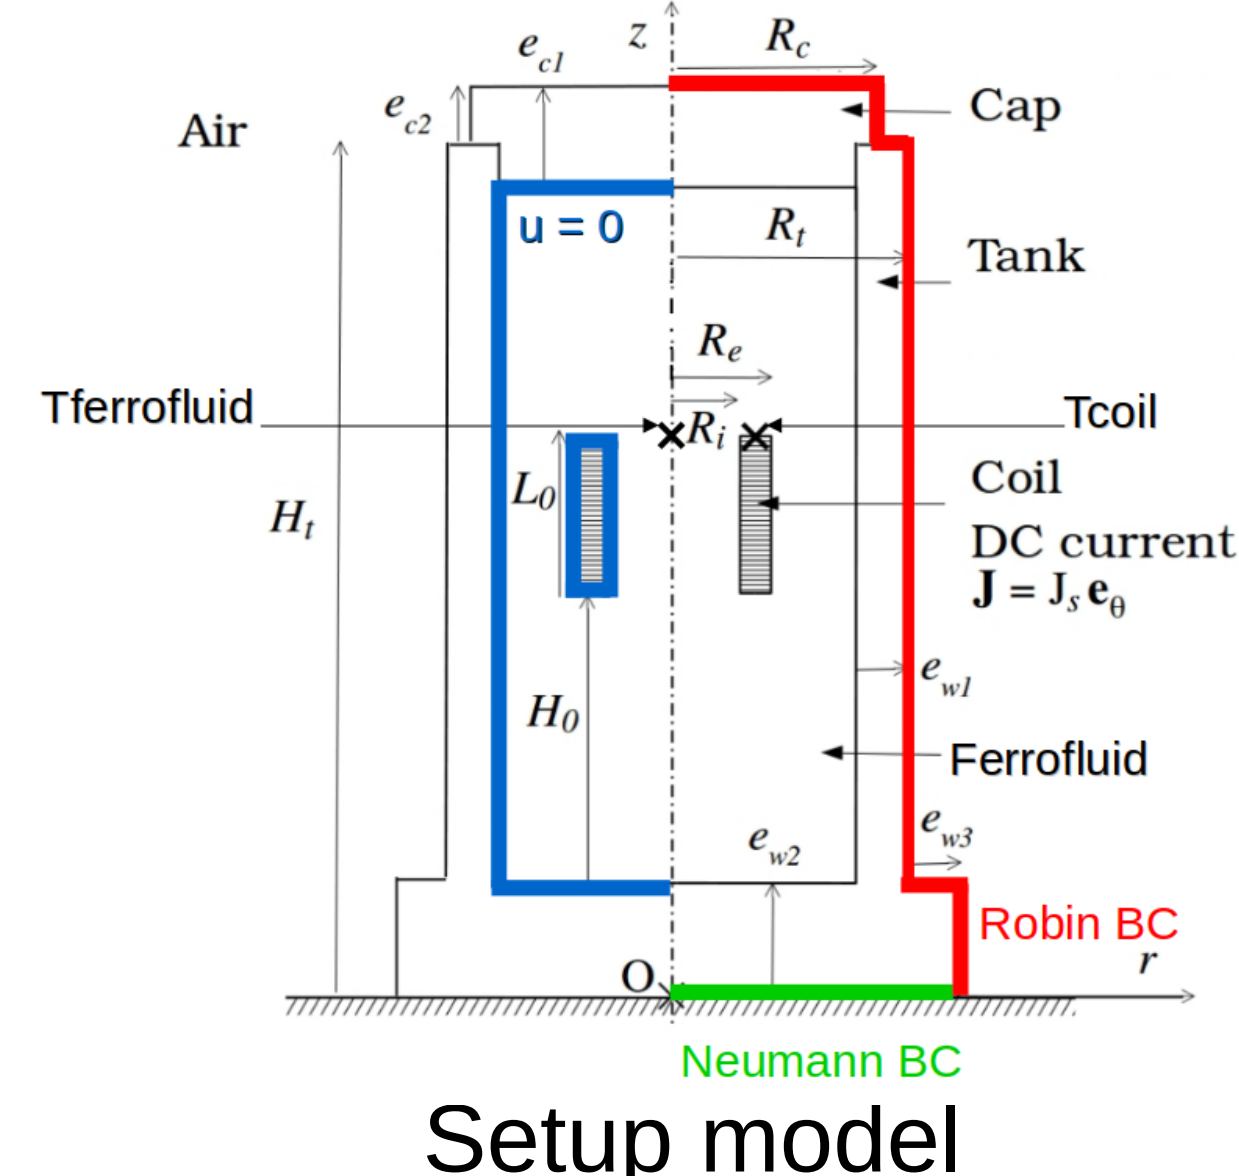 z
R_c
e_c1
e_c2
Cap
Air
u = 0
R_t
Tank
R_e
Tferrofluid
R_i
Tcoil
L_0
Coil
H_t
DC current
J = J_s e_θ
e_w1
H_0
Ferrofluid
e_w3
e_w2
Robin BC
r
O
Neumann BC
Setup model